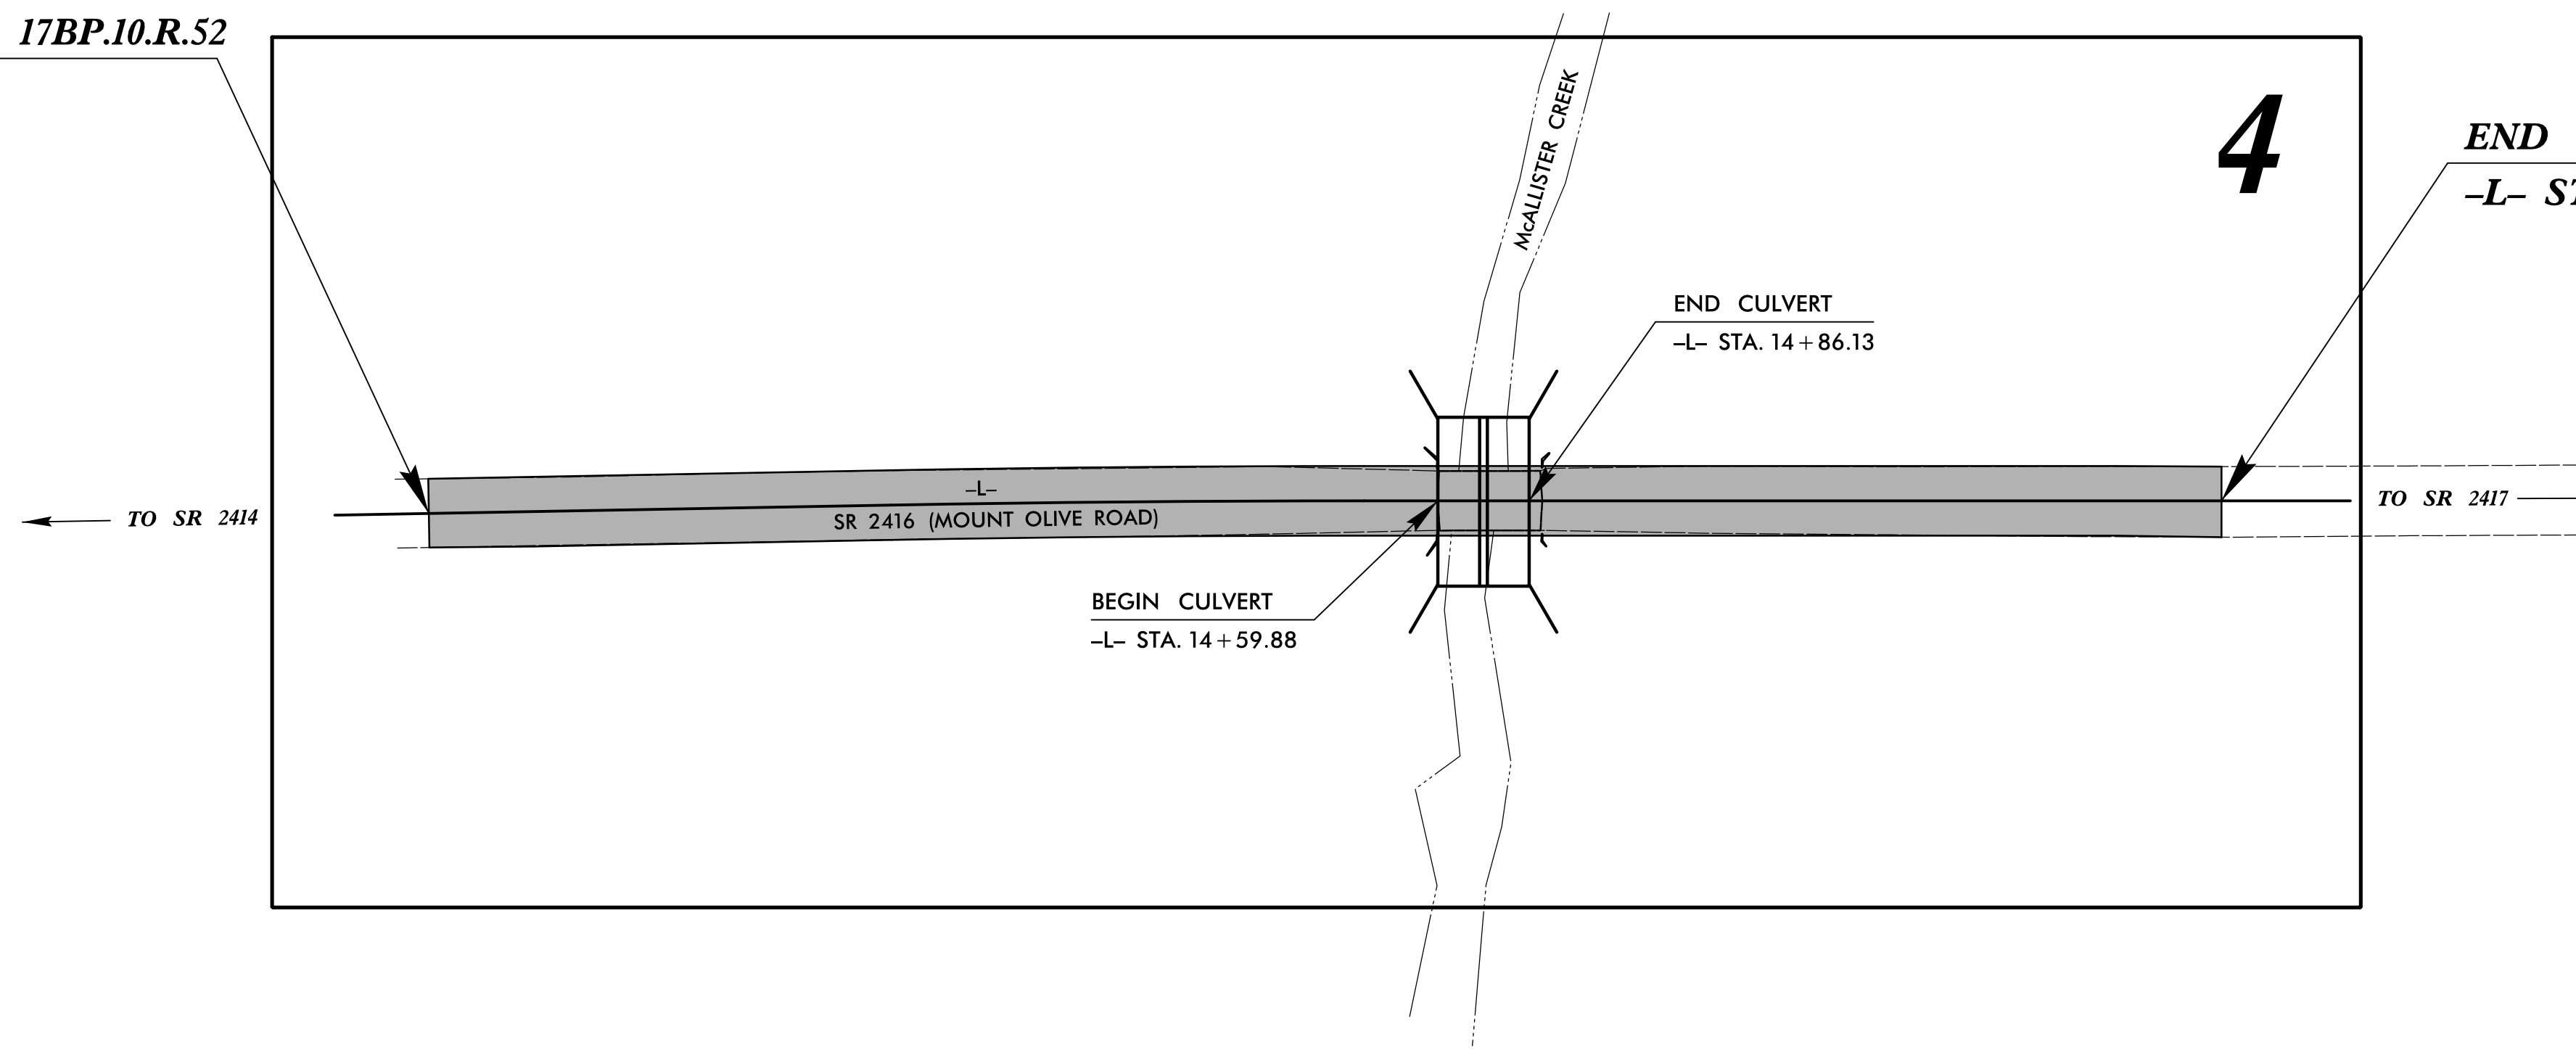 17BP.10.R.52
4
END
–L– ST
McALLISTER CREEK
END CULVERT
–L– STA. 14+86.13
–L–
SR 2416 (MOUNT OLIVE ROAD)
TO SR 2414
TO SR 2417
BEGIN CULVERT
–L– STA. 14+59.88